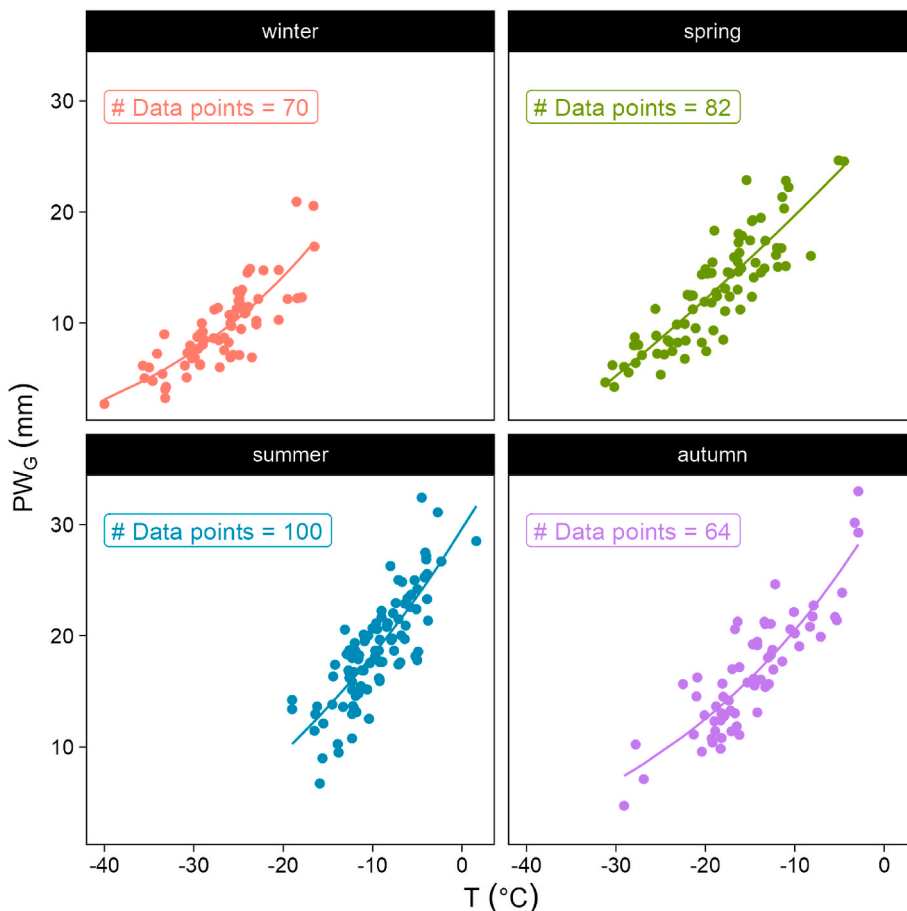 winter
spring
# Data points = 70
# Data points = 82
30
20
10
summer
autumn
# Data points = 100
# Data points = 64
30
20
10
PW_G (mm)
-40 -30 -20 -10 0
-40 -30 -20 -10 0
T (°C)